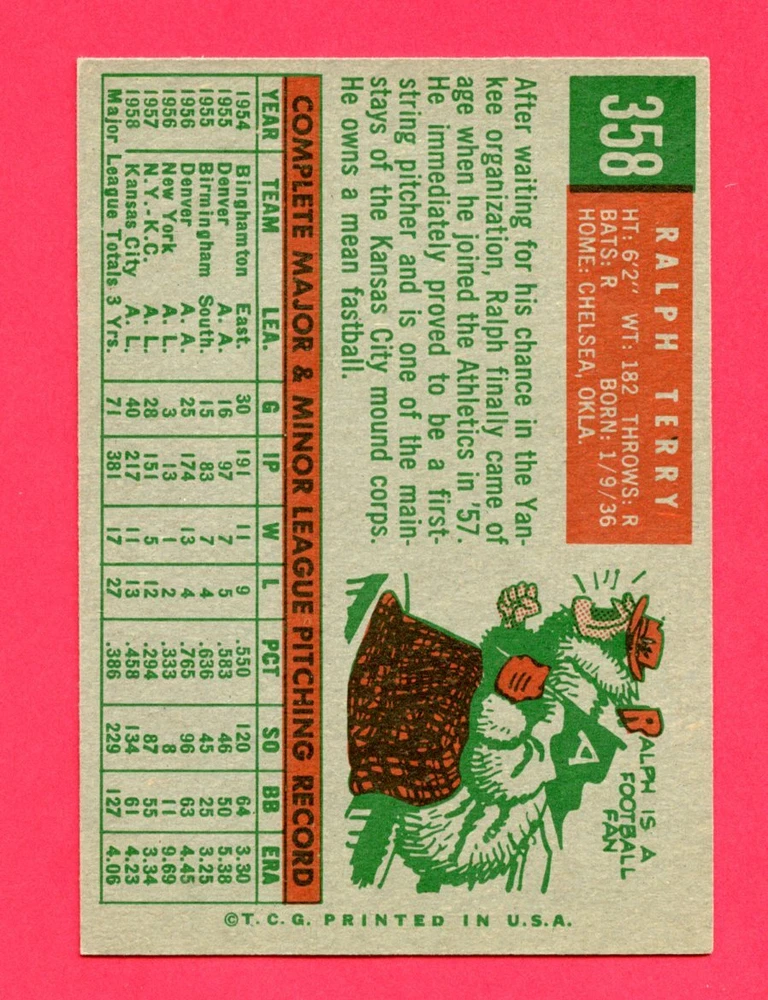 358
RALPH TERRY
HT: 6'2" WT: 182 THROWS: R
BATS: R BORN: 1/9/36
HOME: CHELSEA, OKLA.
After waiting for his chance in the Yan-
kee organization, Ralph finally came of
age when he joined the Athletics in '57.
He immediately proved to be a first-
string pitcher and is one of the main-
stays of the Kansas City mound corps.
He owns a mean fastball.
RALPH IS A
FOOTBALL
FAN
COMPLETE MAJOR & MINOR LEAGUE PITCHING RECORD
YEAR TEAM LEA. G IP W L PCT SO BB ERA
1954 Binghamton East. 30 191 11 9 .550 120 64 3.30
1955 Denver A. A. 16 97 7 5 .583 46 50 5.38
1955 Birmingham South. 15 83 7 4 .636 45 25 3.25
1956 Denver A. A. 25 174 13 4 .765 96 63 4.45
1956 New York A. L. 3 13 1 2 .333 8 11 9.69
1957 N.Y.-K.C. A. L. 28 151 5 12 .294 87 55 3.34
1958 Kansas City A. L. 40 217 11 13 .458 134 61 4.23
Major League Totals 3 Yrs. 71 381 17 27 .386 229 127 4.06
©T.C.G. PRINTED IN U.S.A.